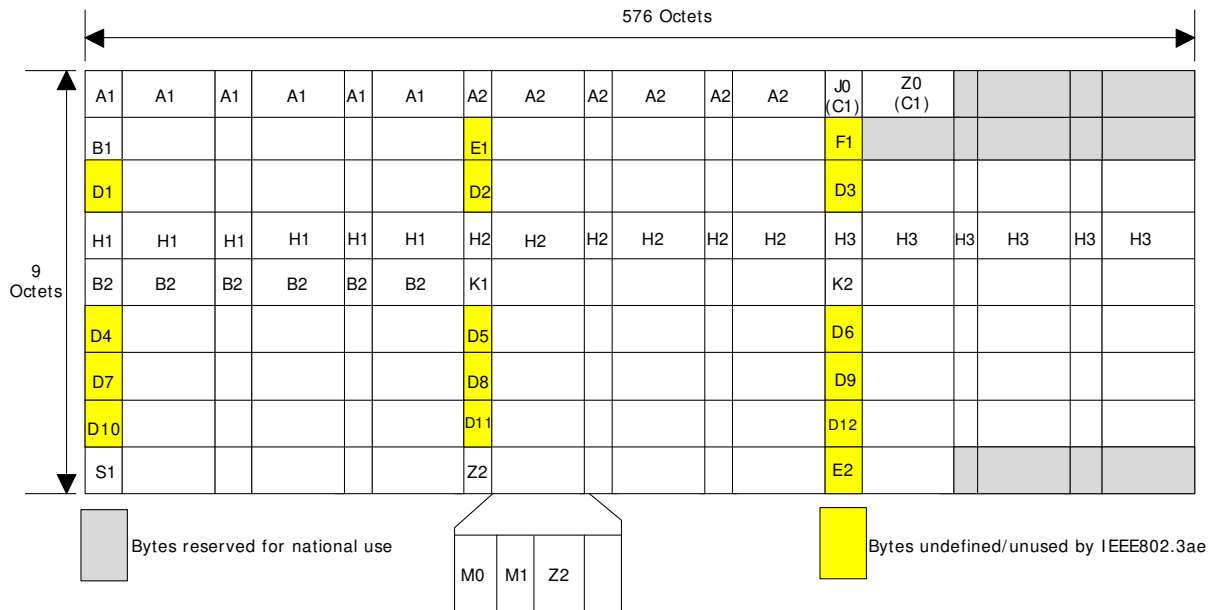 576 Octets
A1 A1 A1 A1 A1 A1 A2 A2 A2 A2 A2 A2 J0 (C1) Z0 (C1)
B1 E1 F1
D1 D2 D3
H1 H1 H1 H1 H1 H1 H2 H2 H2 H2 H2 H2 H3 H3 H3 H3 H3 H3
9 Octets
B2 B2 B2 B2 B2 B2 K1 K2
D4 D5 D6
D7 D8 D9
D10 D11 D12
S1 Z2 E2
Bytes reserved for national use
M0 M1 Z2
Bytes undefined/unused by IEEE802.3ae